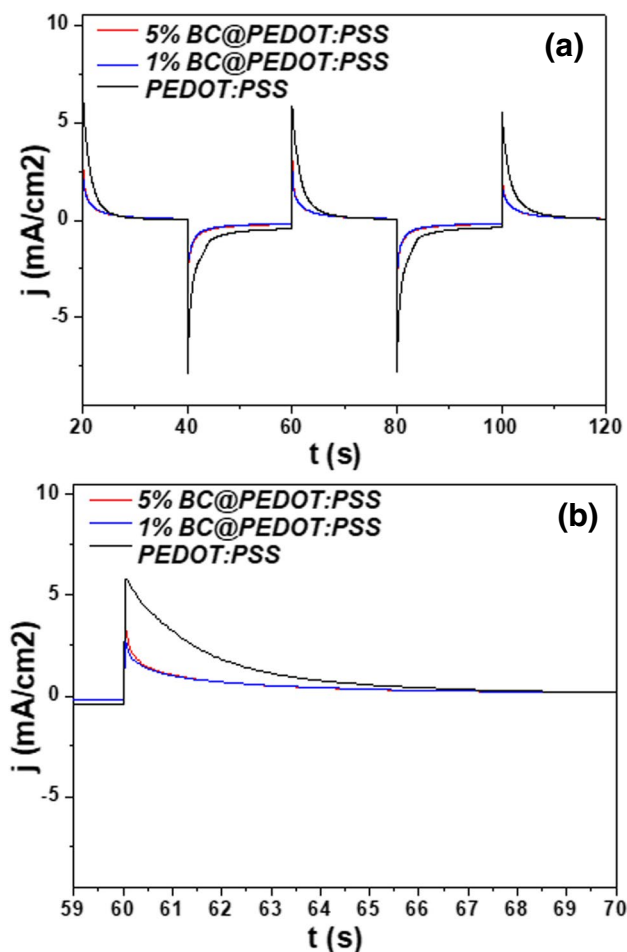 10
5% BC@PEDOT:PSS
(a)
1% BC@PEDOT:PSS
PEDOT:PSS
5
0
-5
j (mA/cm2)
20 40 60 80 100 120
t (s)
10
5% BC@PEDOT:PSS
(b)
1% BC@PEDOT:PSS
PEDOT:PSS
5
0
-5
j (mA/cm2)
59 60 61 62 63 64 65 66 67 68 69 70
t (s)